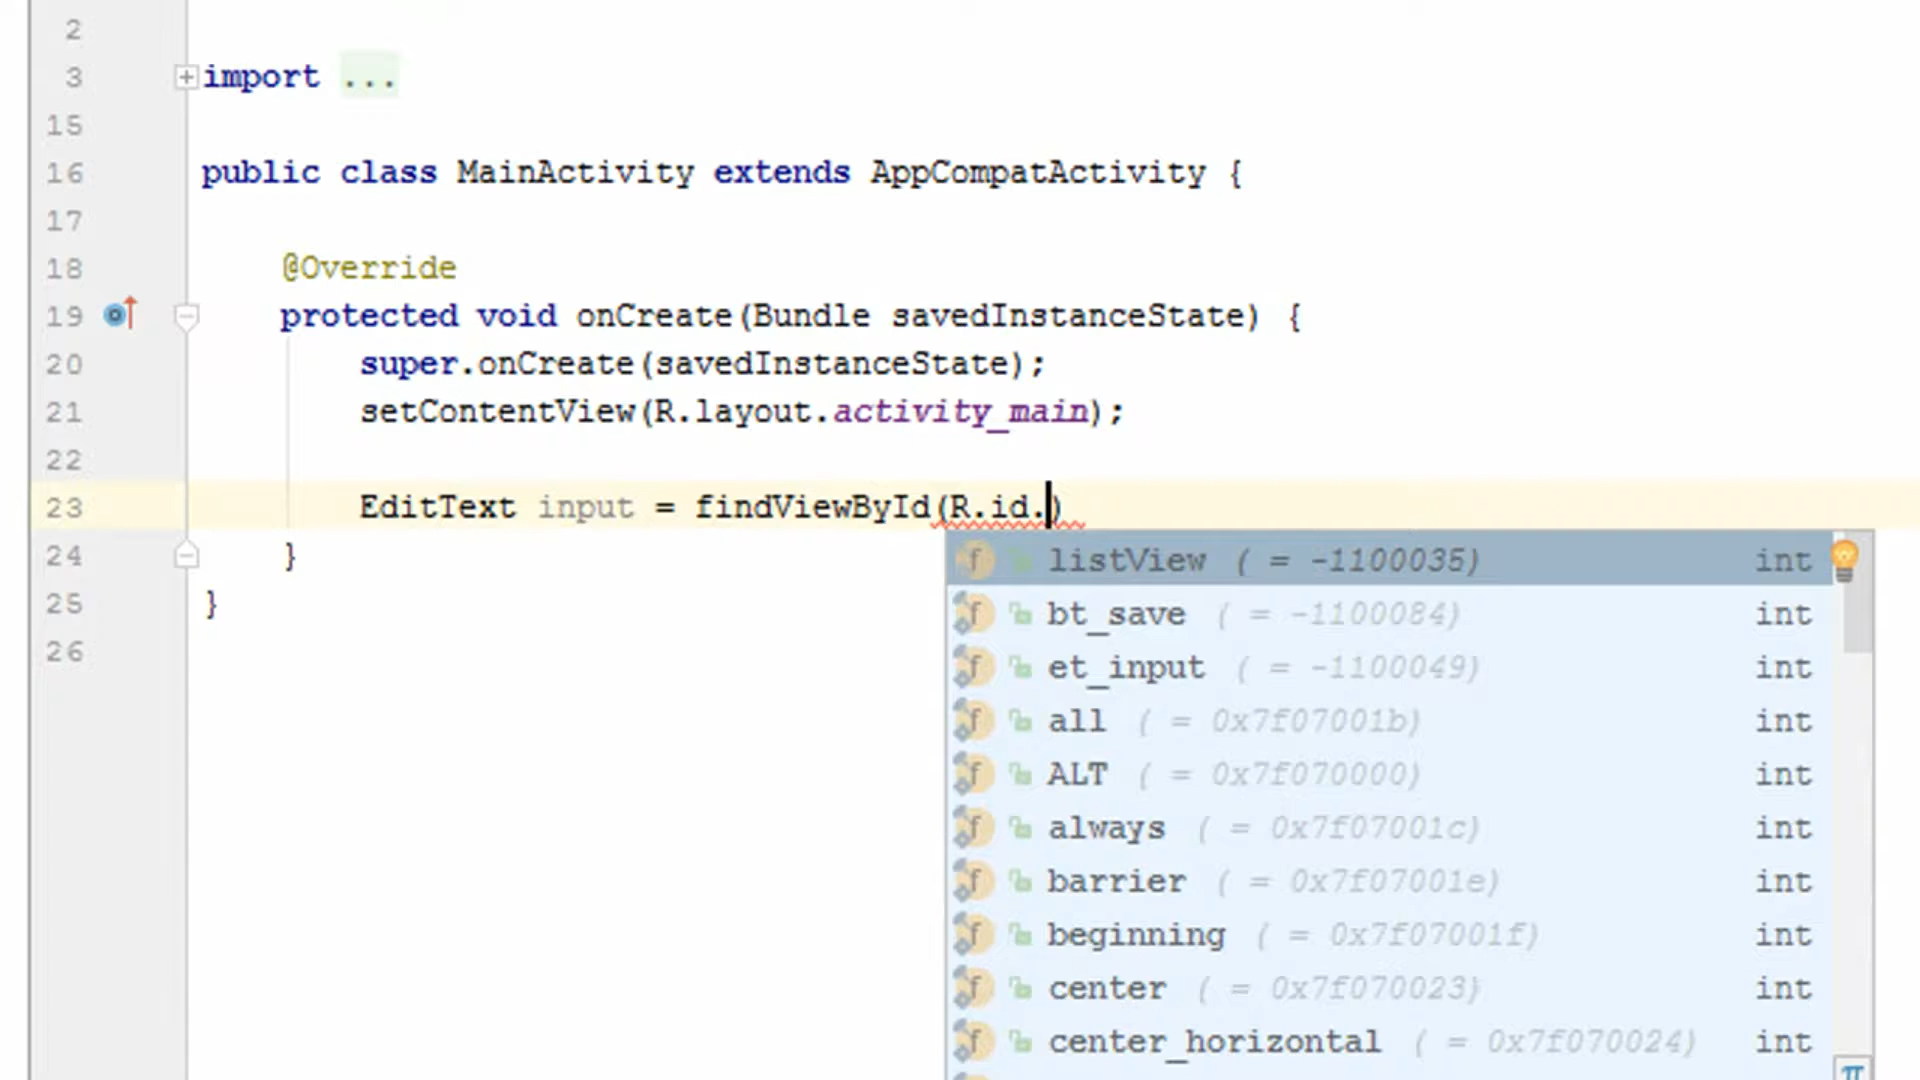 2
3 import ...
15
16 public class MainActivity extends AppCompatActivity {
17
18 @Override
19 protected void onCreate(Bundle savedInstanceState) {
20 super.onCreate(savedInstanceState);
21 setContentView(R.layout.activity_main);
22
23 EditText input = findViewById(R.id.)
24 }
25 }
26
f listView ( = -1100035) int
f bt_save ( = -1100084) int
f et_input ( = -1100049) int
f all ( = 0x7f07001b) int
f ALT ( = 0x7f070000) int
f always ( = 0x7f07001c) int
f barrier ( = 0x7f07001e) int
f beginning ( = 0x7f07001f) int
f center ( = 0x7f070023) int
f center_horizontal ( = 0x7f070024) int
π